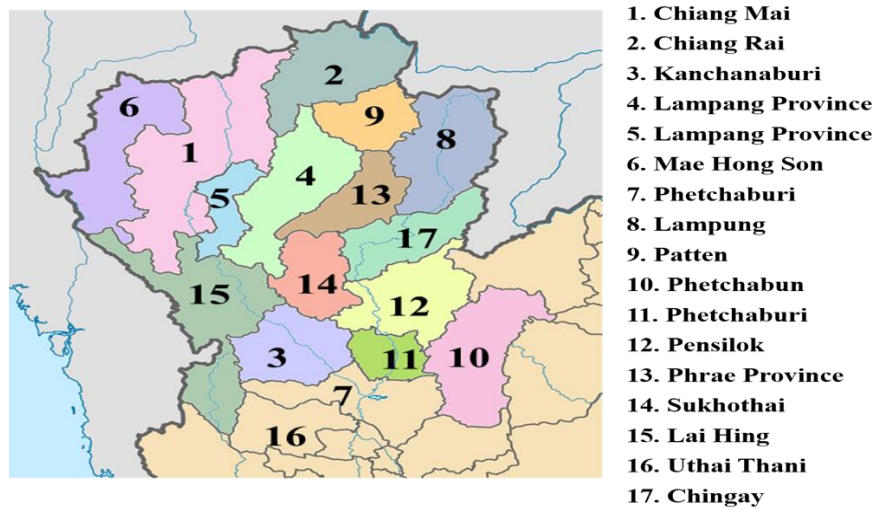 1. Chiang Mai
2. Chiang Rai
3. Kanchanaburi
4. Lampang Province
5. Lampang Province
6. Mae Hong Son
7. Phetchaburi
8. Lampung
9. Patten
10. Phetchabun
11. Phetchaburi
12. Pensilok
13. Phrae Province
14. Sukhothai
15. Lai Hing
16. Uthai Thani
17. Chingay
2
6
9
8
1
4
5
13
17
14
15
12
3
11
10
7
16